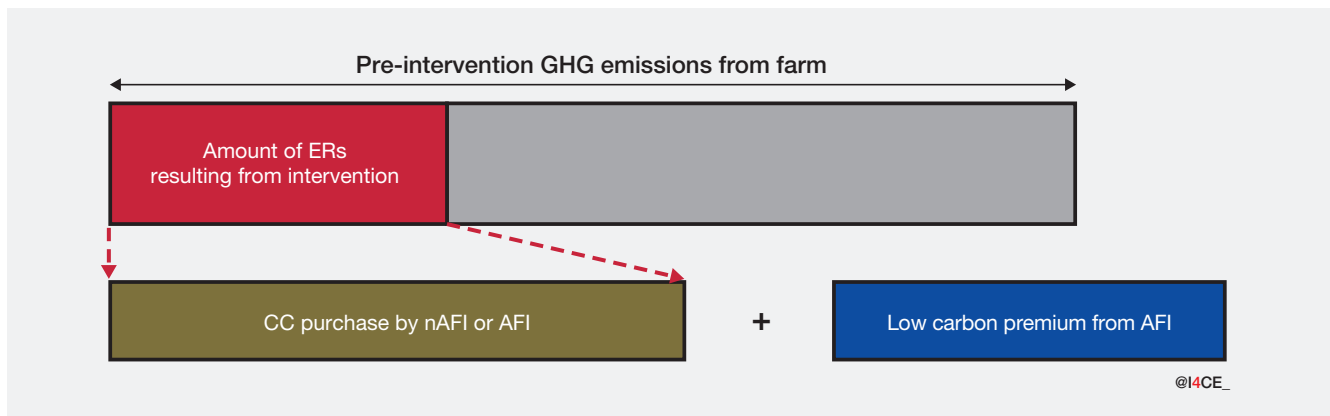 Pre-intervention GHG emissions from farm
Amount of ERs
resulting from intervention
CC purchase by nAFI or AFI
+
Low carbon premium from AFI
@I4CE_